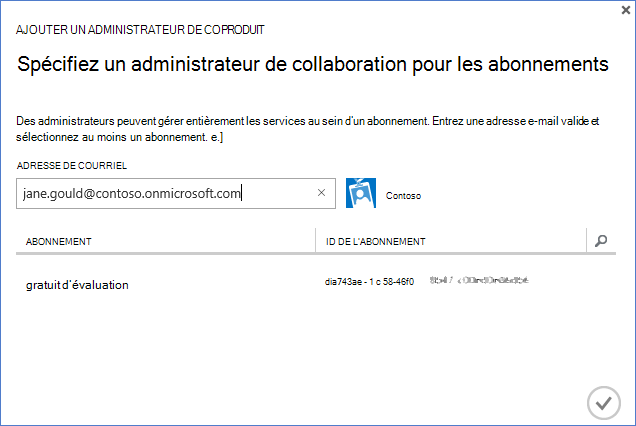 AJOUTER UN ADMINISTRATEUR DE COPRODUIT
Spécifiez un administrateur de collaboration pour les abonnements
Des administrateurs peuvent gérer entièrement les services au sein d'un abonnement. Entrez une adresse e-mail valide et
sélectionnez au moins un abonnement. e.]
ADRESSE DE COURRIEL
jane.gould@contoso.onmicrosoft.com
Contoso
ABONNEMENT ID DE L'ABONNEMENT
gratuit d'évaluation dia743ae - 1 c 58-46f0